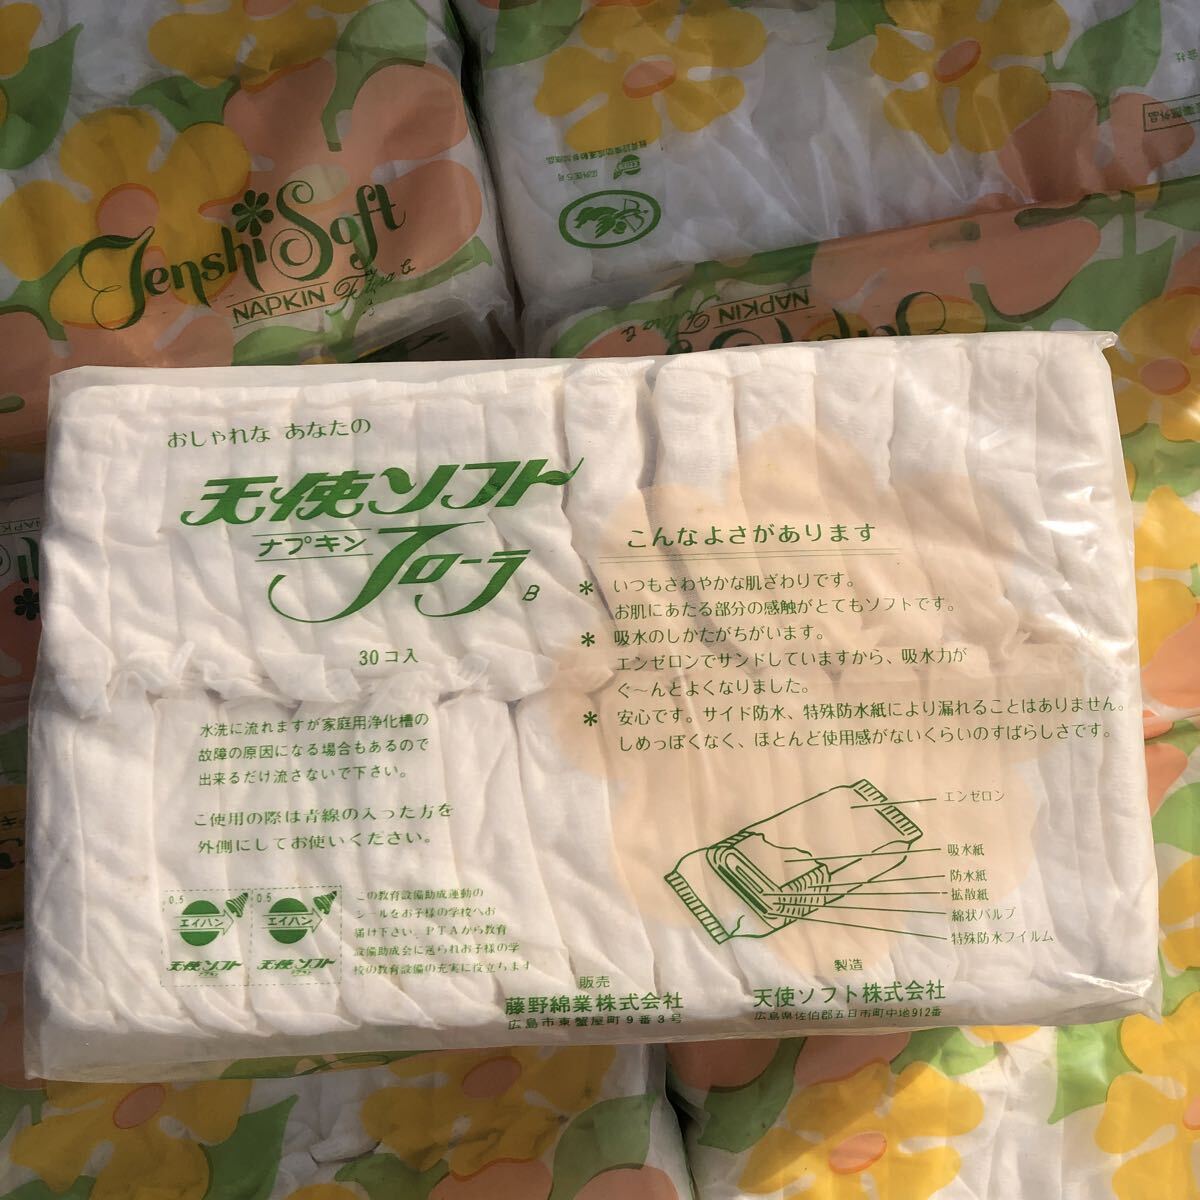 Tenshi Soft
NAPKIN Flora B
広外医5号
NAPKIN Flora B
NAPKIN
おしゃれな あなたの
天使ソフト
ナプキン フローラ B
30コ入
水洗に流れますが家庭用浄化槽の
故障の原因になる場合もあるので
出来るだけ流さないで下さい。
ご使用の際は青線の入った方を
外側にしてお使いください。
0.5 エイハン 天使ソフト
0.5 エイハン 天使ソフト
この教育設備助成運動の
シールをお子様の学校へお
届け下さい、PTAから教育
設備助成会に送られお子様の学
校の教育設備の充実に役立ちます
こんなよさがあります
* いつもさわやかな肌ざわりです。
お肌にあたる部分の感触がとてもソフトです。
* 吸水のしかたがちがいます。
エンゼロンでサンドしていますから、吸水力が
ぐ〜んとよくなりました。
* 安心です。サイド防水、特殊防水紙により漏れることはありません。
しめっぽくなく、ほとんど使用感がないくらいのすばらしさです。
エンゼロン
吸水紙
防水紙
拡散紙
綿状パルプ
特殊防水フイルム
販売
藤野綿業株式会社
広島市東蟹屋町9番3号
製造
天使ソフト株式会社
広島県佐伯郡五日市町中地912番